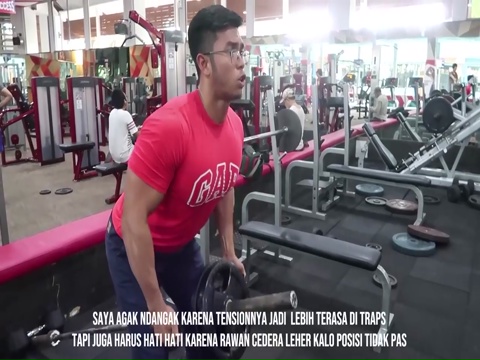 GAP
SAYA AGAK NDANGAK KARENA TENSIONNYA JADI LEBIH TERASA DI TRAPS
TAPI JUGA HARUS HATI HATI KARENA RAWAN CEDERA LEHER KALO POSISI TIDAK PAS